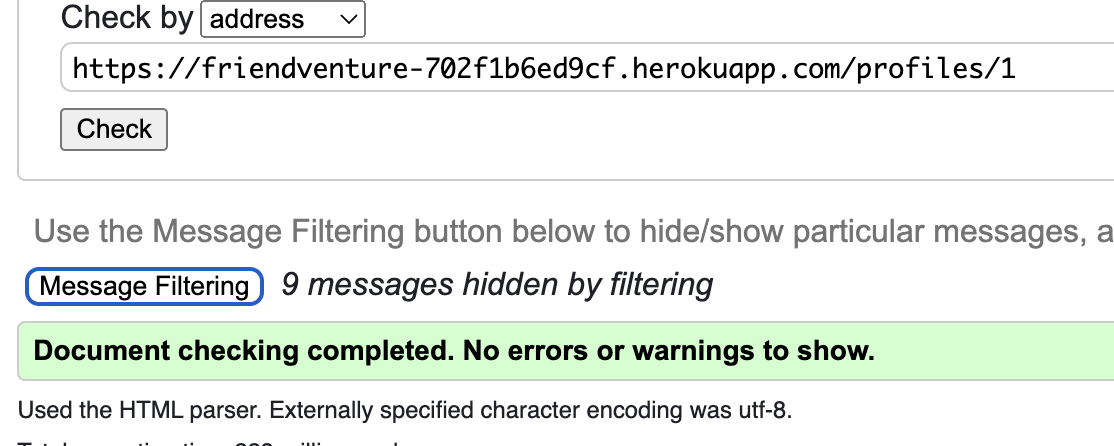 Check by address
https://friendventure-702f1b6ed9cf.herokuapp.com/profiles/1
Check
Use the Message Filtering button below to hide/show particular messages, a
Message Filtering 9 messages hidden by filtering
Document checking completed. No errors or warnings to show.
Used the HTML parser. Externally specified character encoding was utf-8.